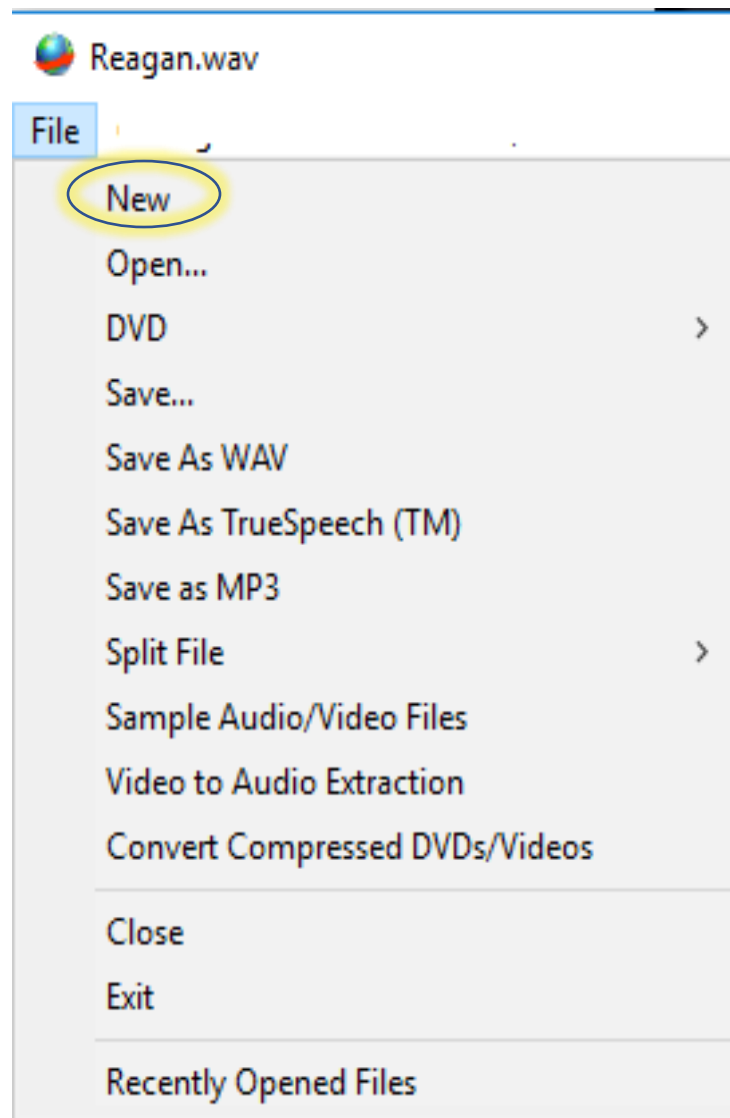 Reagan.wav
File
New
Open...
DVD
Save...
Save As WAV
Save As TrueSpeech (TM)
Save as MP3
Split File
Sample Audio/Video Files
Video to Audio Extraction
Convert Compressed DVDs/Videos
Close
Exit
Recently Opened Files